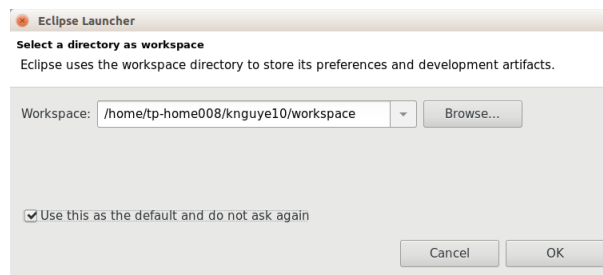 Eclipse Launcher
Select a directory as workspace
Eclipse uses the workspace directory to store its preferences and development artifacts.
Workspace: /home/tp-home008/knguye10/workspace Browse...
Use this as the default and do not ask again
Cancel OK